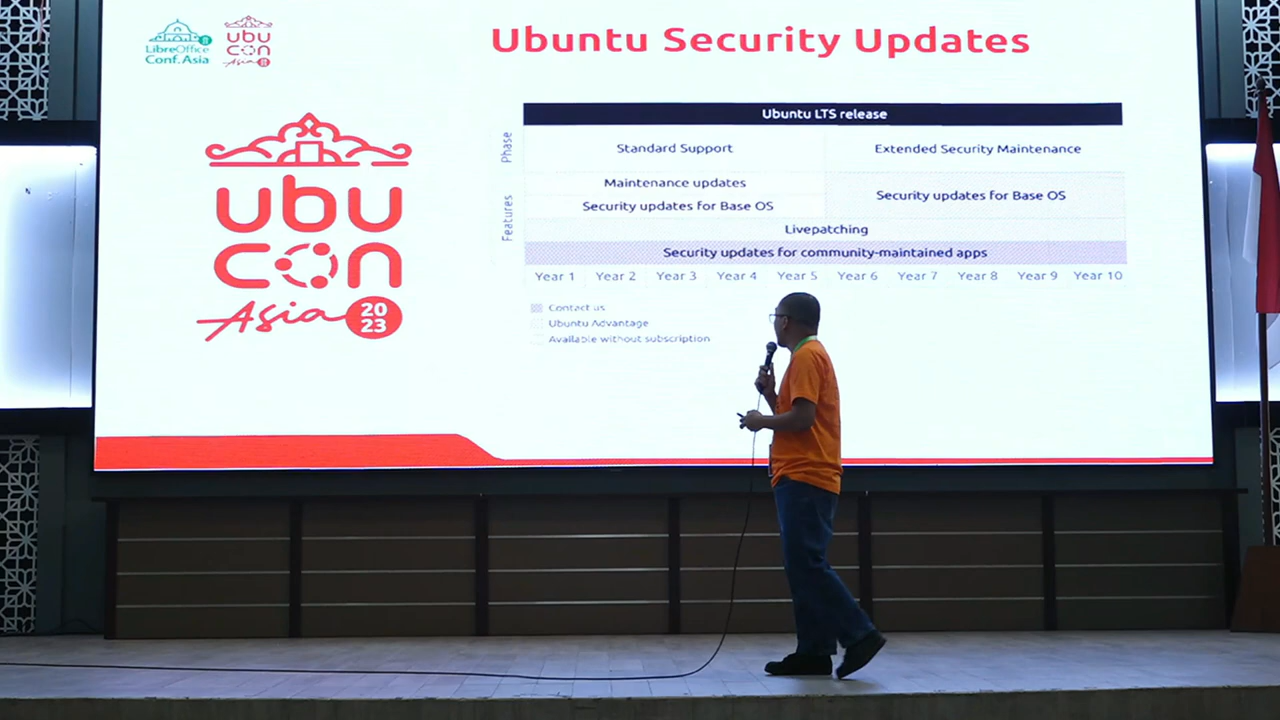 LibreOffice
Conf. Asia
ubu
con
Asia
Ubuntu Security Updates
ubu
con
Asia 20
23
Ubuntu LTS release
Phase
Standard Support
Extended Security Maintenance
Features
Maintenance updates
Security updates for Base OS
Security updates for Base OS
Livepatching
Security updates for community-maintained apps
Year 1 Year 2 Year 3 Year 4 Year 5 Year 6 Year 7 Year 8 Year 9 Year 10
Contact us
Ubuntu Advantage
Available without subscription